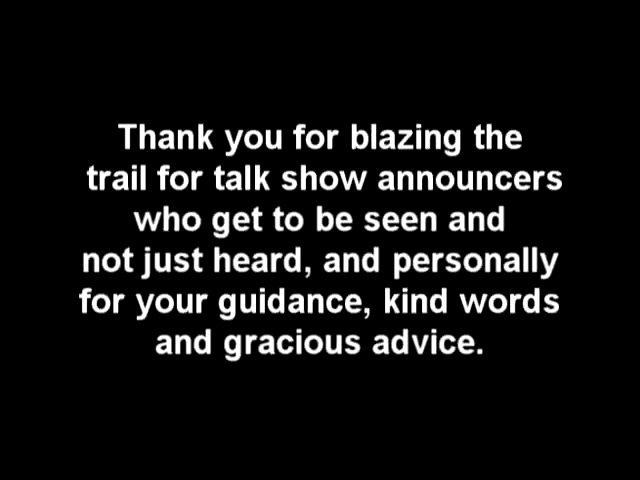 Thank you for blazing the
trail for talk show announcers
who get to be seen and
not just heard, and personally
for your guidance, kind words
and gracious advice.